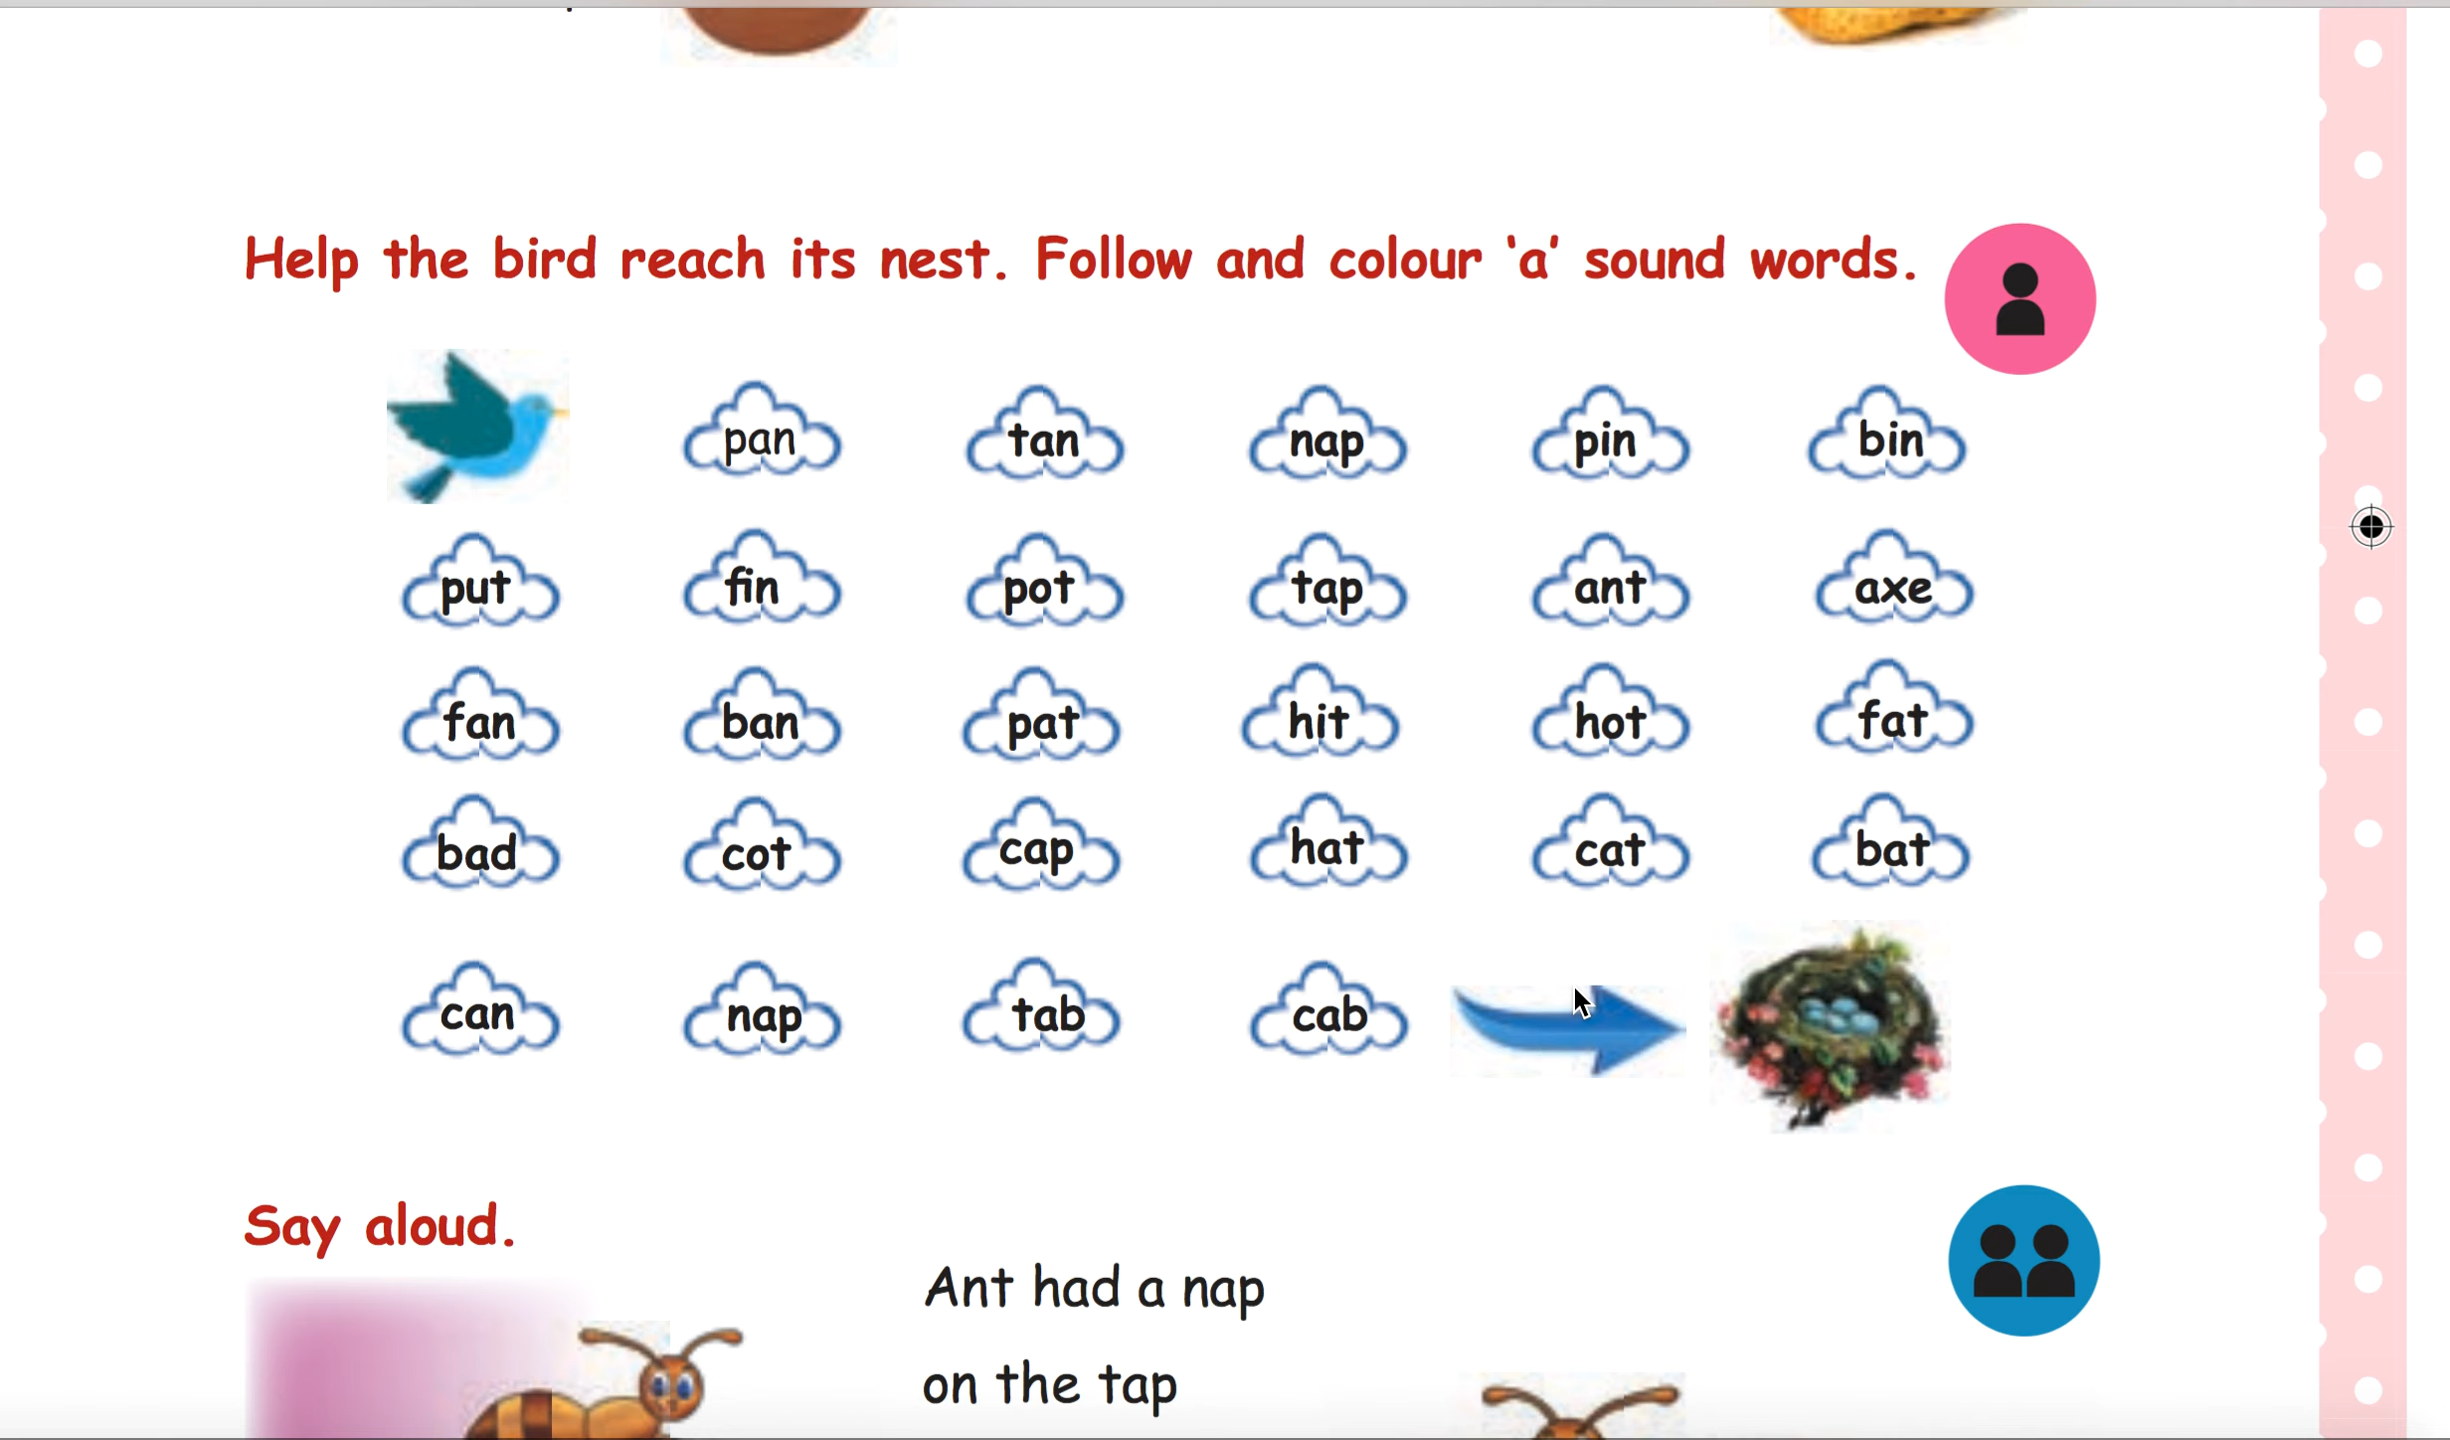 Help the bird reach its nest. Follow and colour ‘a’ sound words.
pan tan nap pin bin
put fin pot tap ant axe
fan ban pat hit hot fat
bad cot cap hat cat bat
can nap tab cab
Say aloud.
Ant had a nap
on the tap